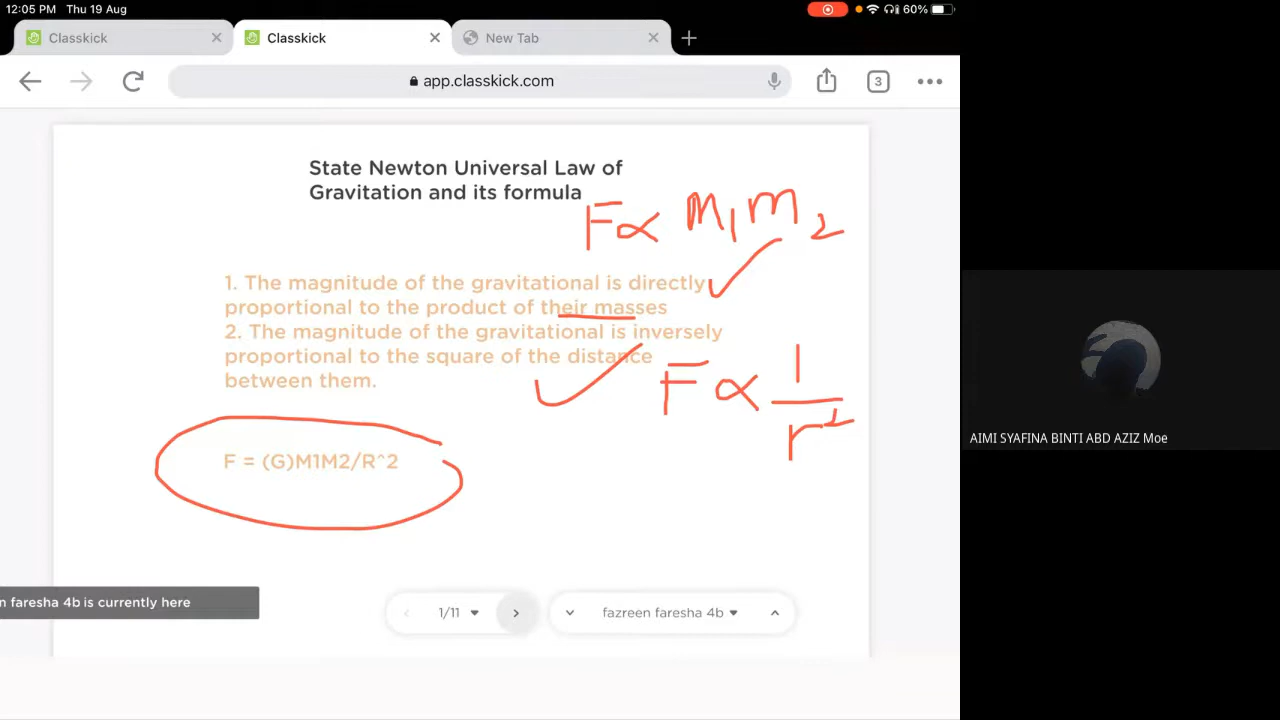 12:05 PM Thu 19 Aug
60%
Classkick
Classkick
New Tab
app.classkick.com
3
State Newton Universal Law of
Gravitation and its formula
F∝ M₁M₂
1. The magnitude of the gravitational is directly
proportional to the product of their masses
2. The magnitude of the gravitational is inversely
proportional to the square of the distance
between them.
F ∝ 1/r²
F = (G)M1M2/R^2
n faresha 4b is currently here
1/11
fazreen faresha 4b
AIMI SYAFINA BINTI ABD AZIZ Moe